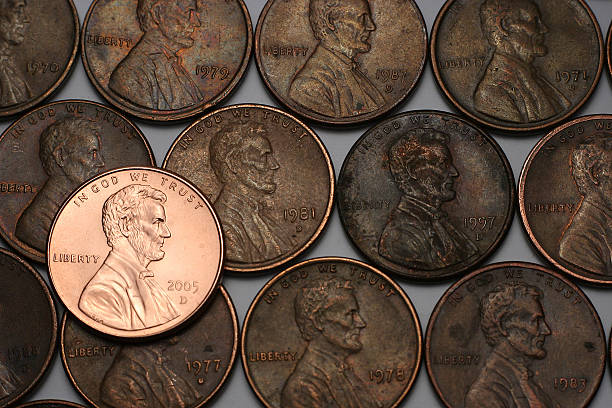 1970
LIBERTY
1979
LIBERTY
1987
D
LIBERTY
1971
IN GOD WE TRUST
LIBERTY
IN GOD WE TRUST
1981
D
IN GOD WE TRUST
LIBERTY
1997
IN GOD
LIBERTY
IN GOD WE TRUST
LIBERTY
2005
D
1977
D
IN GOD WE TRUST
LIBERTY
1978
IN GOD WE TRUST
LIBERTY
1983